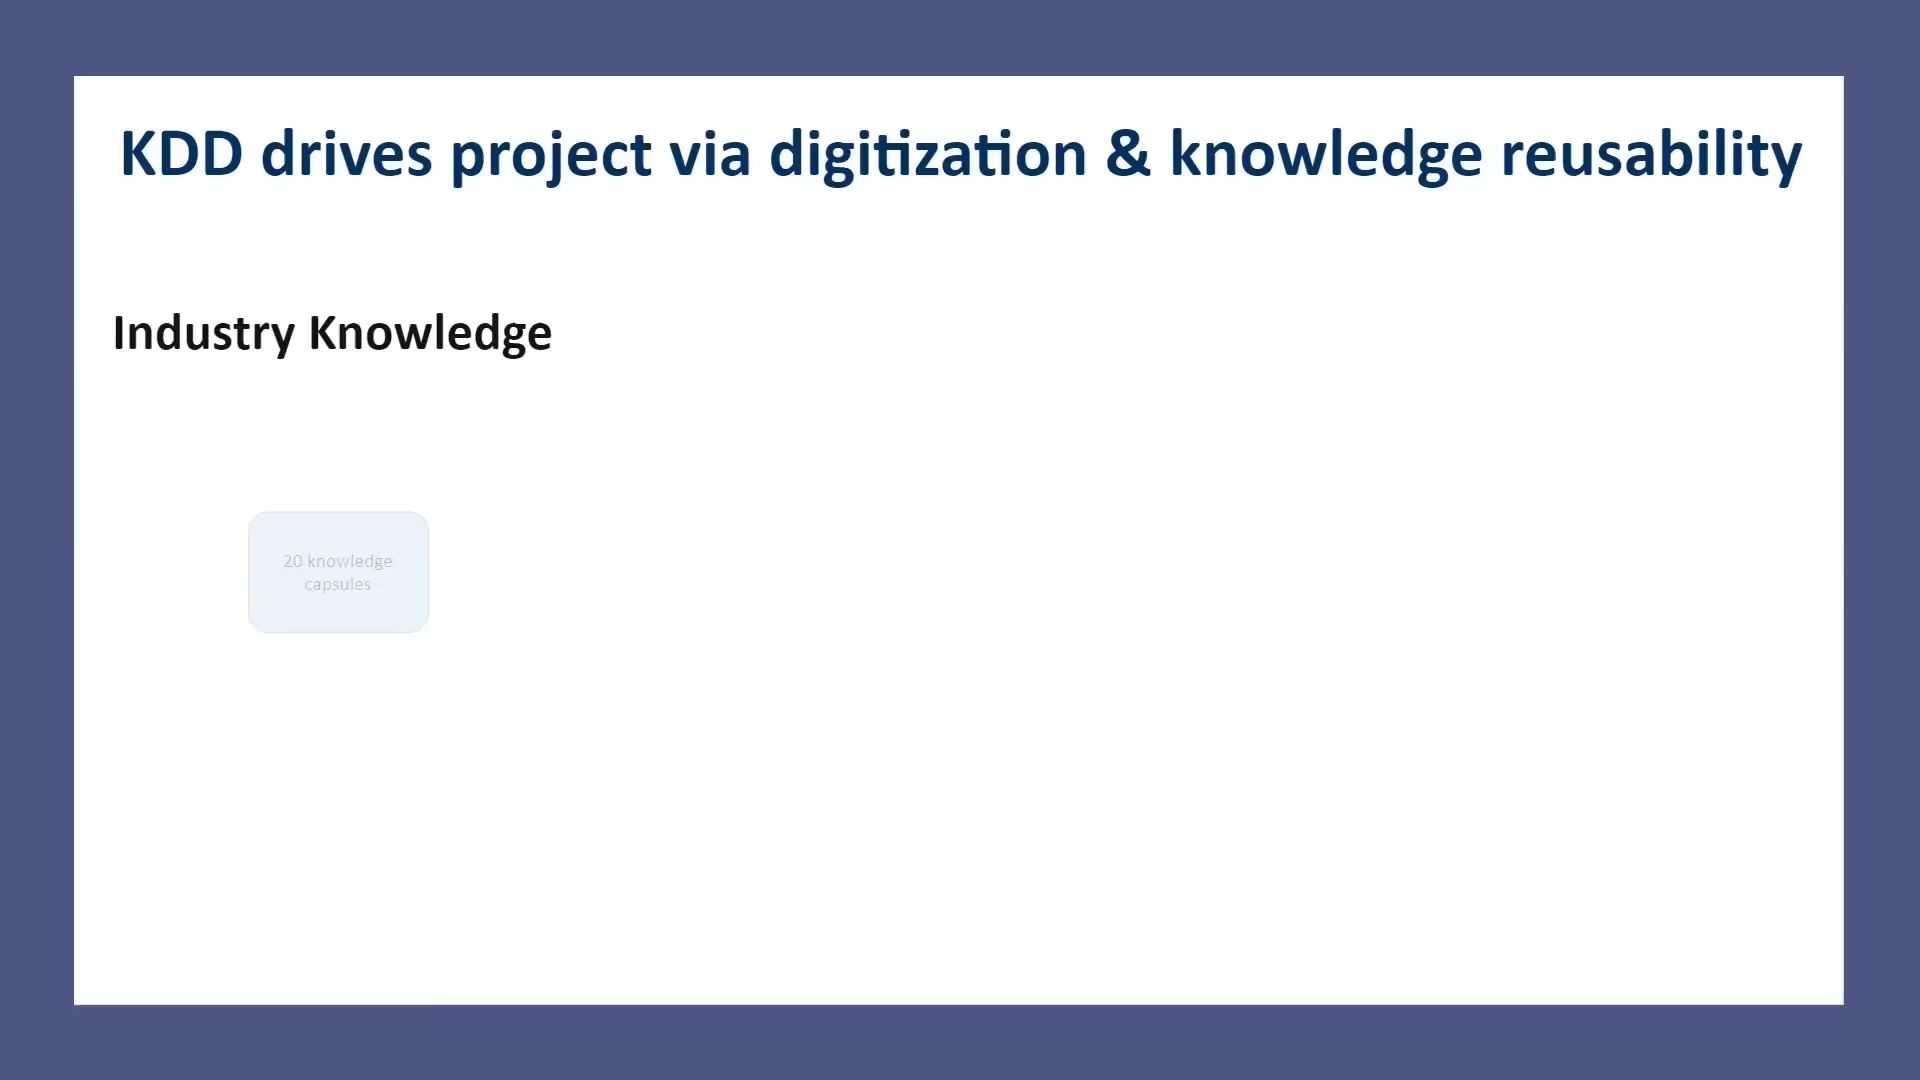 KDD drives project via digitization & knowledge reusability
Industry Knowledge
20 knowledge
capsules